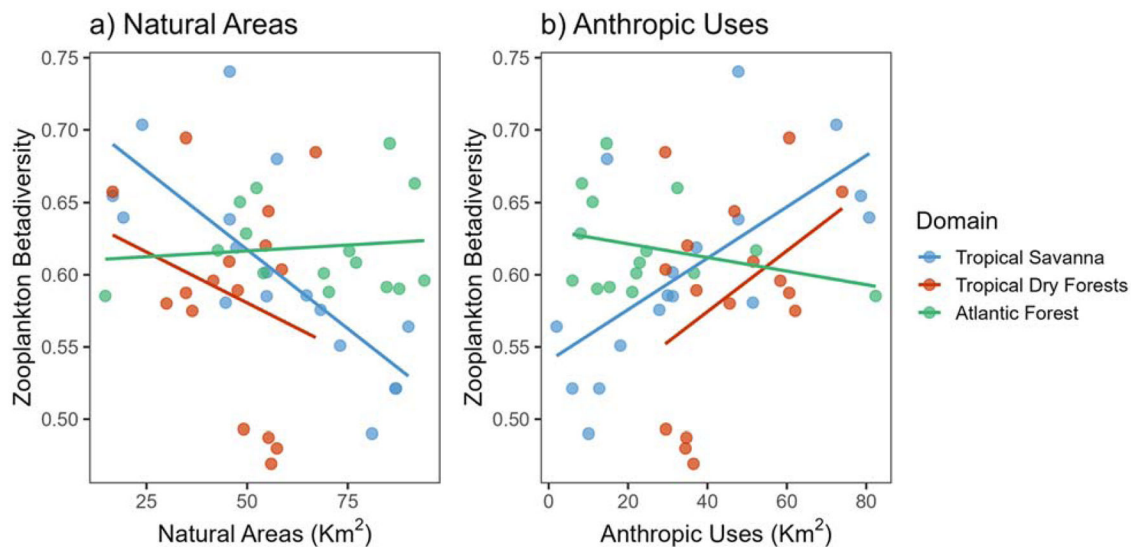 a) Natural Areas
b) Anthropic Uses
Zooplankton Betadiversity
0.75
0.70
0.65
0.60
0.55
0.50
25 50 75
Natural Areas (Km²)
Zooplankton Betadiversity
0.75
0.70
0.65
0.60
0.55
0.50
0 20 40 60 80
Anthropic Uses (Km²)
Domain
Tropical Savanna
Tropical Dry Forests
Atlantic Forest